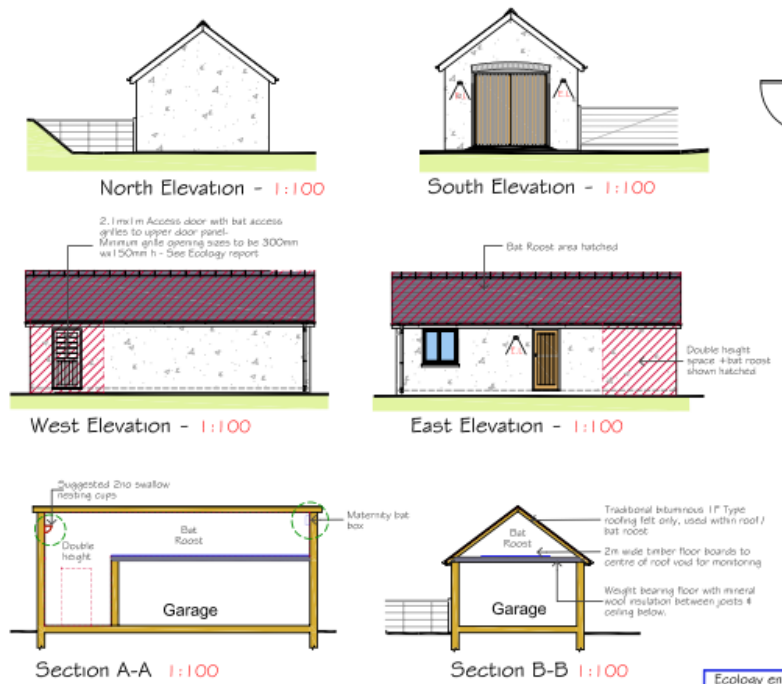 North Elevation - 1:100
South Elevation - 1:100
2.1mx1m Access door with bat access
grilles to upper door panel-
Minimum grille opening sizes to be 300mm
wx150mm h - See Ecology report
Bat Roost area hatched
Double height
space +bat roost
shown hatched
E.L
West Elevation - 1:100
East Elevation - 1:100
Suggested 2no swallow
nesting cups
Maternity bat
box
Bat
Roost
Double
height
Garage
Section A-A 1:100
Traditional bituminous 1F Type
roofing felt only, used within roof /
bat roost
Bat
Roost
2m wide timber floor boards to
centre of roof void for monitoring
Weight bearing floor with mineral
wool insulation between joists &
ceiling below.
Garage
Section B-B 1:100
Ecology en